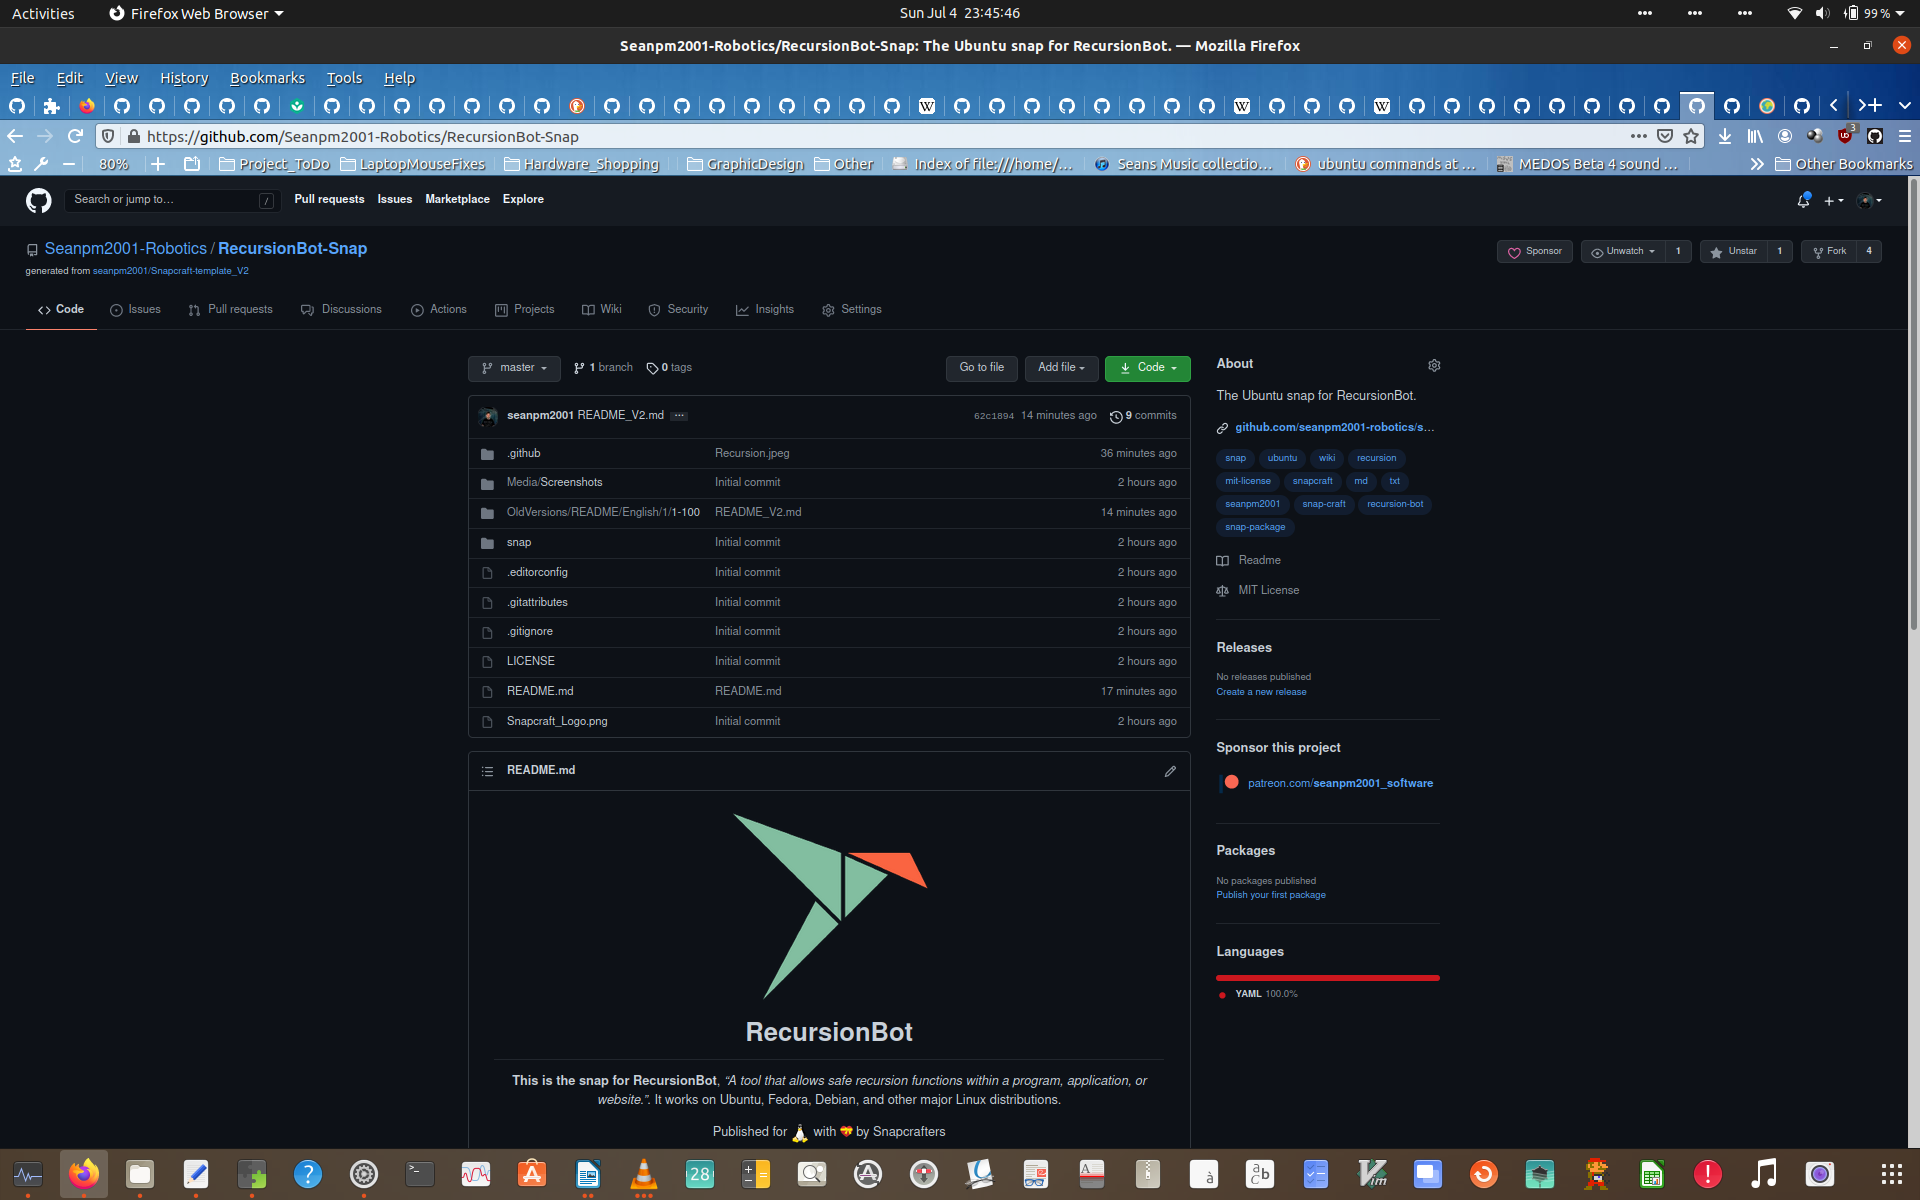 Activities
Firefox Web Browser
Sun Jul 4 23:45:46
99 %
Seanpm2001-Robotics/RecursionBot-Snap: The Ubuntu snap for RecursionBot. — Mozilla Firefox
File Edit View History Bookmarks Tools Help
https://github.com/Seanpm2001-Robotics/RecursionBot-Snap
3
80%
Project_ToDo
LaptopMouseFixes
Hardware_Shopping
GraphicDesign
Other
Index of file:///home/...
Seans Music collectio...
ubuntu commands at ...
MEDOS Beta 4 sound ...
Other Bookmarks
Search or jump to...
/
Pull requests Issues Marketplace Explore
Seanpm2001-Robotics / RecursionBot-Snap
generated from seanpm2001/Snapcraft-template_V2
Sponsor
Unwatch 1
Unstar 1
Fork 4
Code
Issues
Pull requests
Discussions
Actions
Projects
Wiki
Security
Insights
Settings
master
1 branch
0 tags
Go to file
Add file
Code
seanpm2001 README_V2.md ...
62c1894 14 minutes ago 9 commits
.github Recursion.jpeg 36 minutes ago
Media/Screenshots Initial commit 2 hours ago
OldVersions/README/English/1/1-100 README_V2.md 14 minutes ago
snap Initial commit 2 hours ago
.editorconfig Initial commit 2 hours ago
.gitattributes Initial commit 2 hours ago
.gitignore Initial commit 2 hours ago
LICENSE Initial commit 2 hours ago
README.md README.md 17 minutes ago
Snapcraft_Logo.png Initial commit 2 hours ago
README.md
RecursionBot
This is the snap for RecursionBot, “A tool that allows safe recursion functions within a program, application, or
website.”. It works on Ubuntu, Fedora, Debian, and other major Linux distributions.
Published for with by Snapcrafters
About
The Ubuntu snap for RecursionBot.
github.com/seanpm2001-robotics/s...
snap ubuntu wiki recursion
mit-license snapcraft md txt
seanpm2001 snap-craft recursion-bot
snap-package
Readme
MIT License
Releases
No releases published
Create a new release
Sponsor this project
patreon.com/seanpm2001_software
Packages
No packages published
Publish your first package
Languages
YAML 100.0%
28